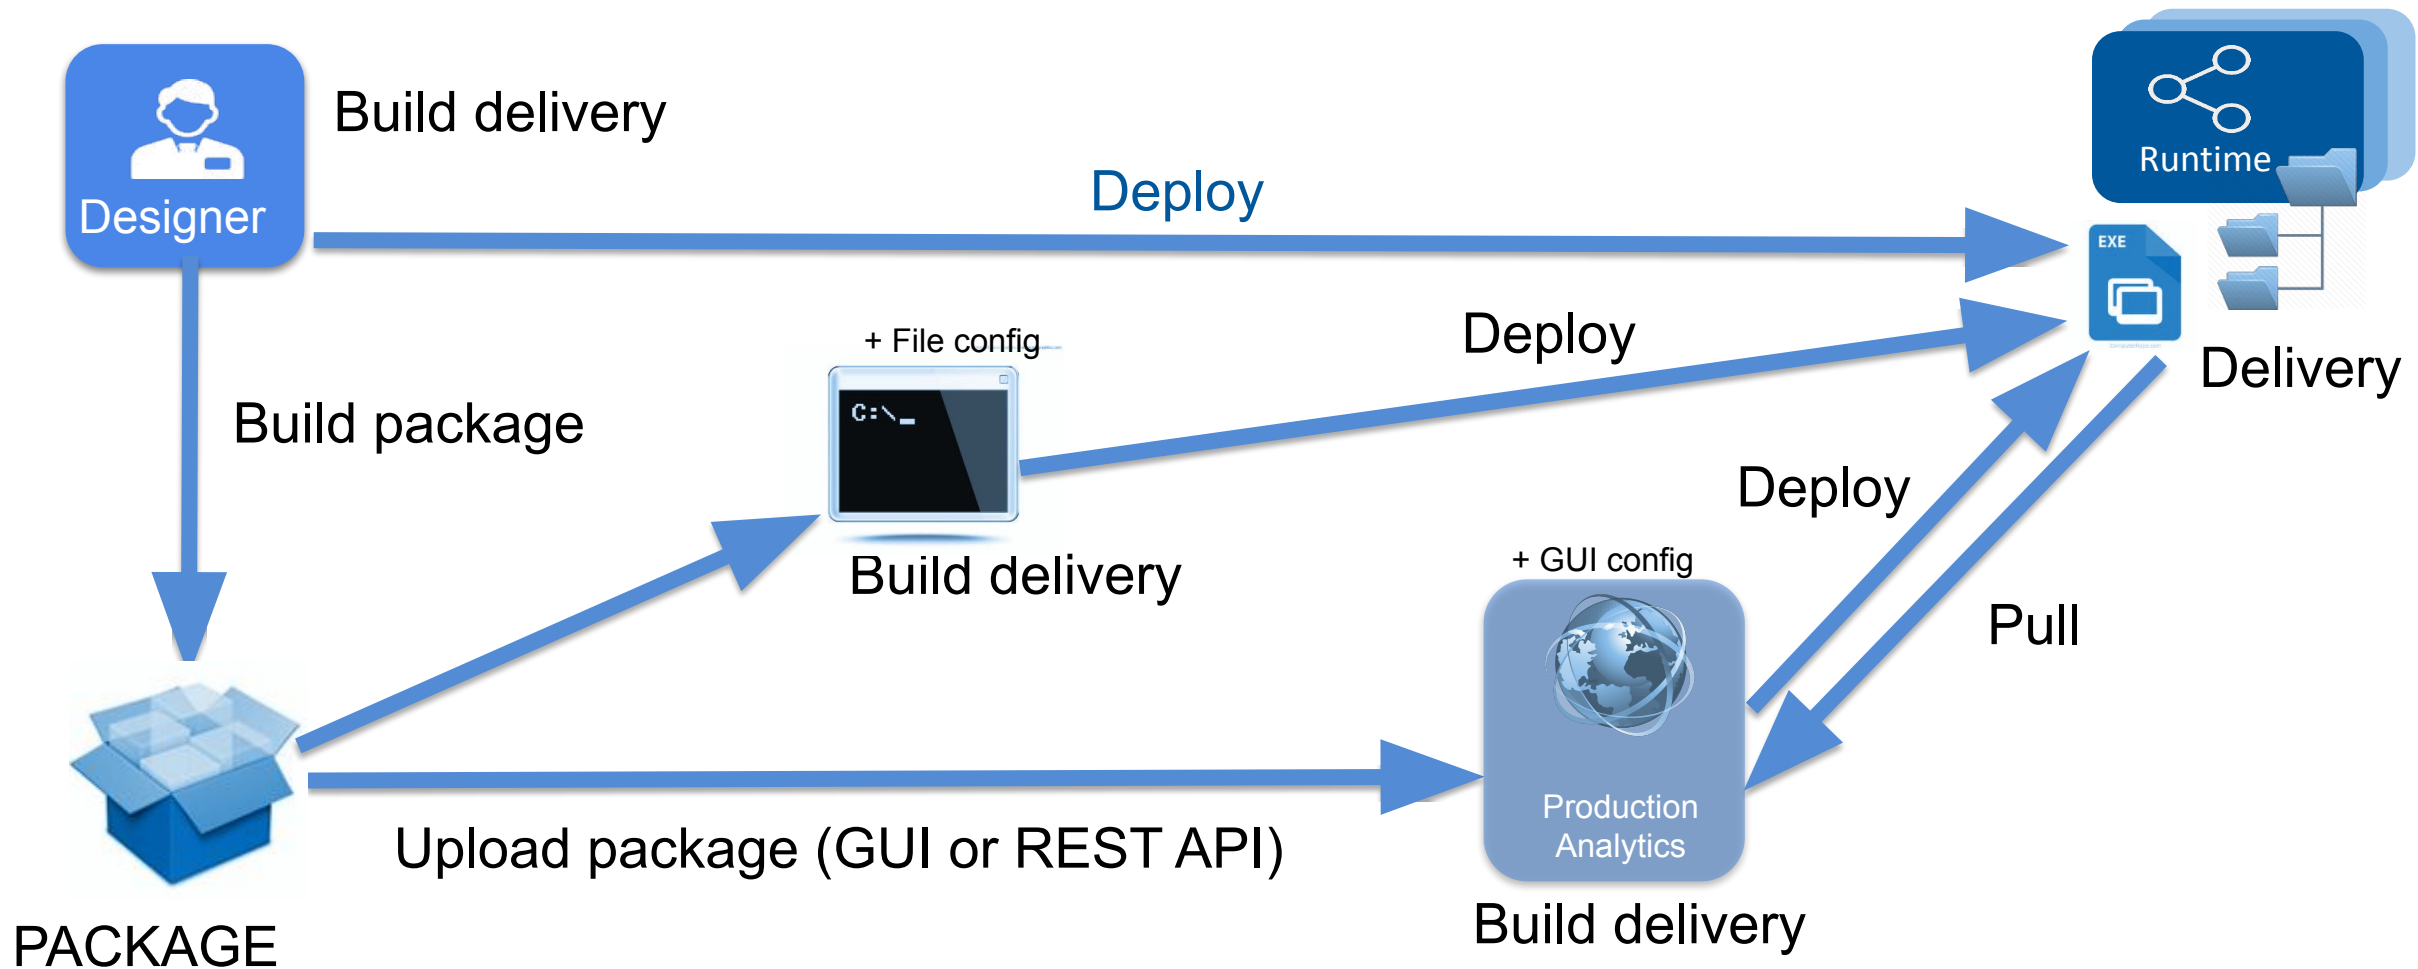 Build delivery
Designer
Deploy
Runtime
EXE
Delivery
+ File config
C:\_
Deploy
Build package
Build delivery
Deploy
+ GUI config
Pull
Production
Analytics
Upload package (GUI or REST API)
Build delivery
PACKAGE